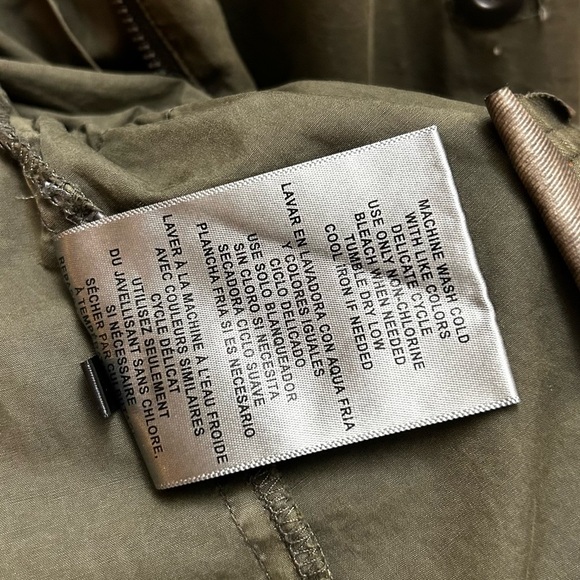 MACHINE WASH COLD
WITH LIKE COLORS
DELICATE CYCLE
USE ONLY NON-CHLORINE
BLEACH WHEN NEEDED
TUMBLE DRY LOW
COOL IRON IF NEEDED
LAVAR EN LAVADORA CON AQUA FRIA
Y COLORES IGUALES
CICLO DELICADO
USE SOLO BLANQUEADOR
SIN CLORO SI NECESITA
SECADORA CICLO SUAVE
PLANCHA FRIA SI ES NECESARIO
LAVER À LA MACHINE À L'EAU FROIDE
AVEC COULEURS SIMILAIRES
CYCLE DÉLICAT
UTILISEZ SEULEMENT
DU JAVELLISANT SANS CHLORE,
SI NÉCESSAIRE
SÉCHER PAR
À